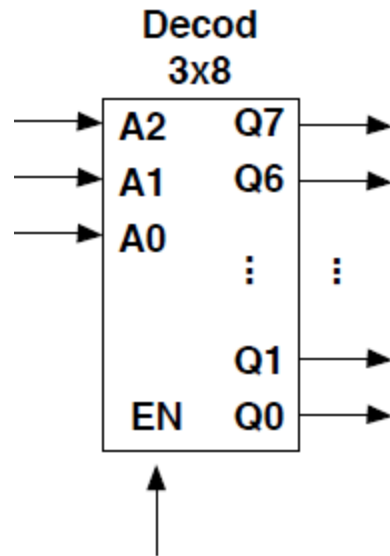 Decod
3x8
A2 Q7
A1 Q6
A0
⋮ ⋮
Q1
EN Q0